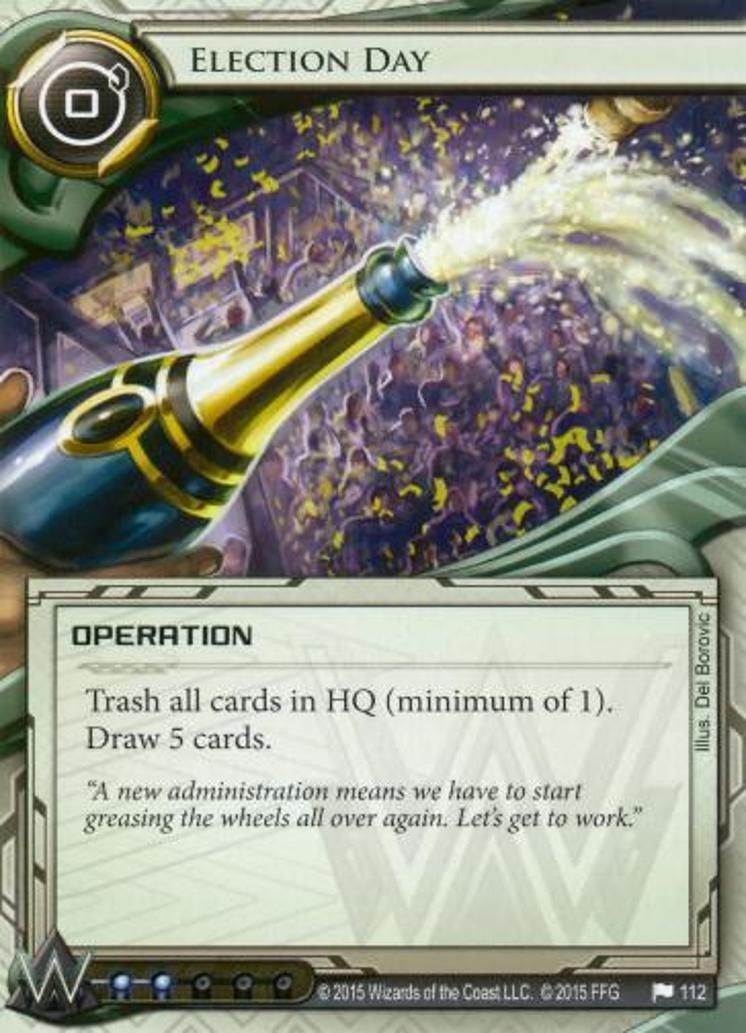 ELECTION DAY
OPERATION
Trash all cards in HQ (minimum of 1).
Draw 5 cards.
“A new administration means we have to start
greasing the wheels all over again. Let’s get to work.”
Illus. Del Borovic
W
© 2015 Wizards of the Coast LLC. © 2015 FFG 112